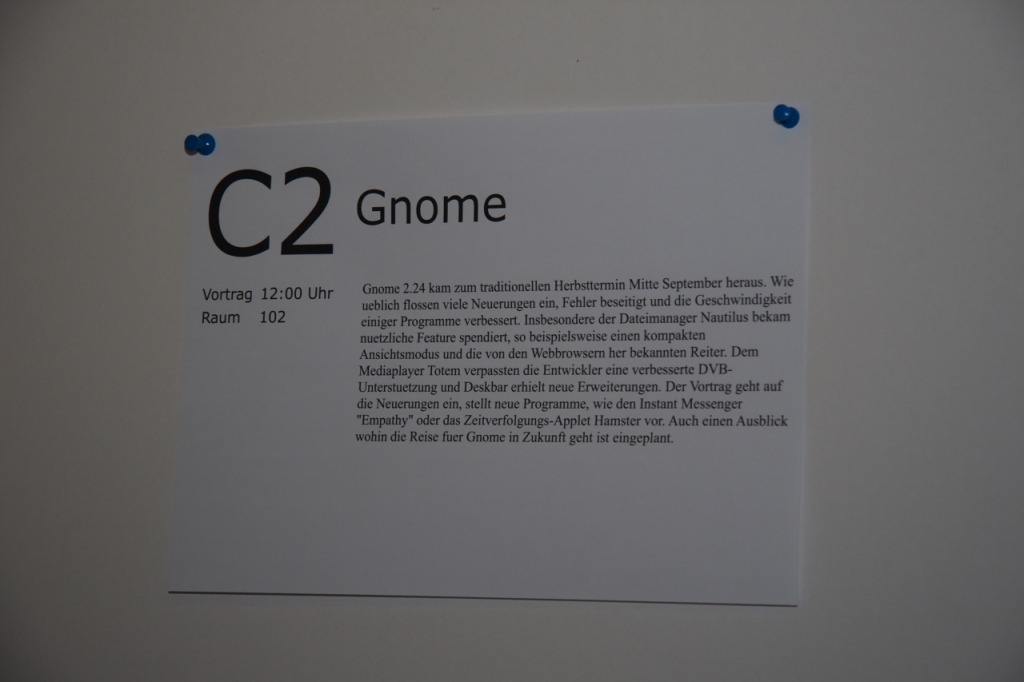 C2 Gnome
Vortrag 12:00 Uhr
Raum 102
Gnome 2.24 kam zum traditionellen Herbsttermin Mitte September heraus. Wie
ueblich flossen viele Neuerungen ein, Fehler beseitigt und die Geschwindigkeit
einiger Programme verbessert. Insbesondere der Dateimanager Nautilus bekam
nuetzliche Feature spendiert, so beispielsweise einen kompakten
Ansichtsmodus und die von den Webbrowsern her bekannten Reiter. Dem
Mediaplayer Totem verpassten die Entwickler eine verbesserte DVB-
Unterstuetzung und Deskbar erhielt neue Erweiterungen. Der Vortrag geht auf
die Neuerungen ein, stellt neue Programme, wie den Instant Messenger
"Empathy" oder das Zeitverfolgungs-Applet Hamster vor. Auch einen Ausblick
wohin die Reise fuer Gnome in Zukunft geht ist eingeplant.